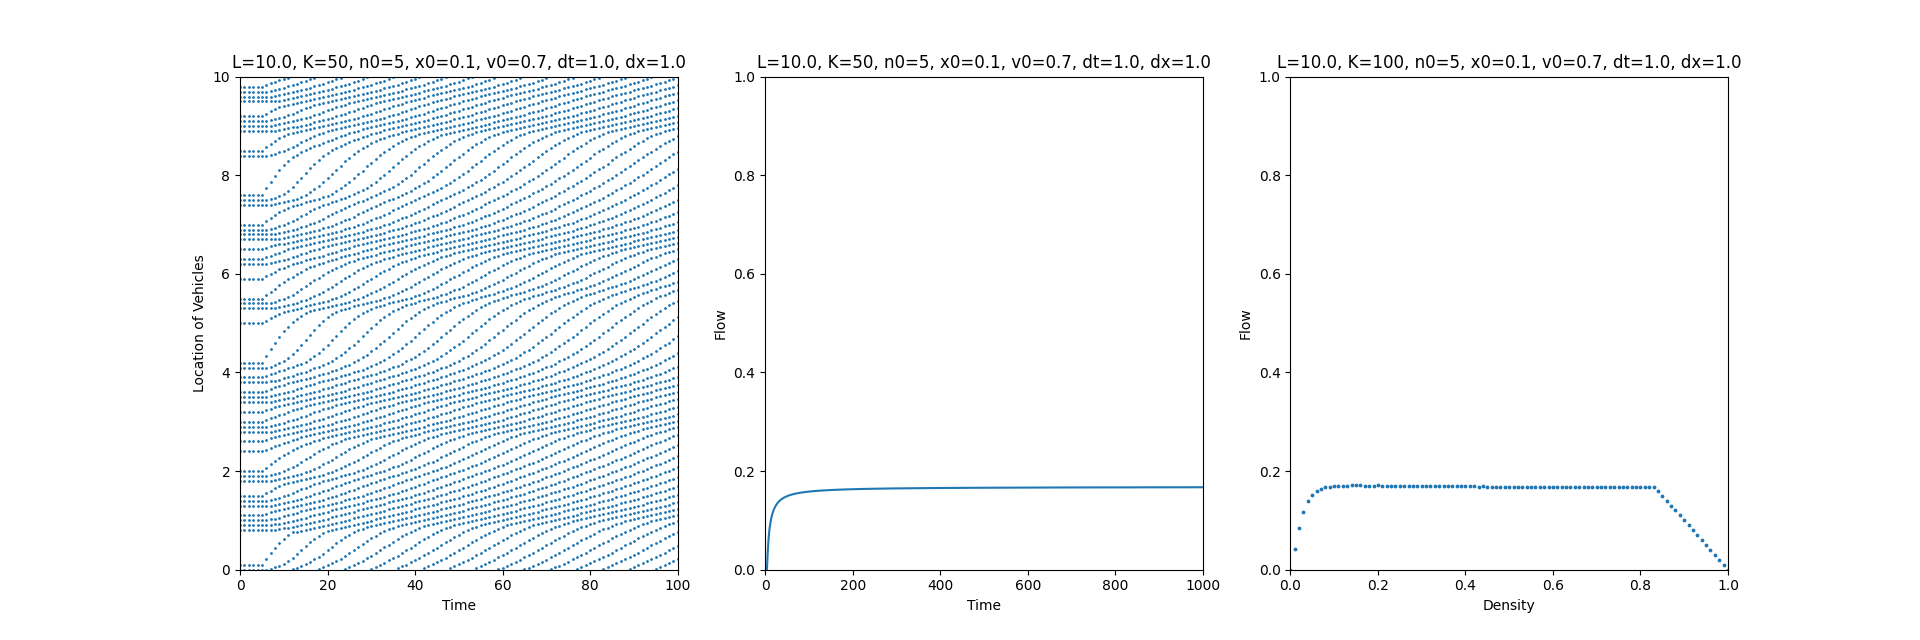 L=10.0, K=50, n0=5, x0=0.1, v0=0.7, dt=1.0, dx=1.0
10
8
6
4
2
0
0 20 40 60 80 100
Time
Location of Vehicles
L=10.0, K=50, n0=5, x0=0.1, v0=0.7, dt=1.0, dx=1.0
1.0
0.8
0.6
0.4
0.2
0.0
0 200 400 600 800 1000
Time
Flow
L=10.0, K=100, n0=5, x0=0.1, v0=0.7, dt=1.0, dx=1.0
1.0
0.8
0.6
0.4
0.2
0.0
0.0 0.2 0.4 0.6 0.8 1.0
Density
Flow